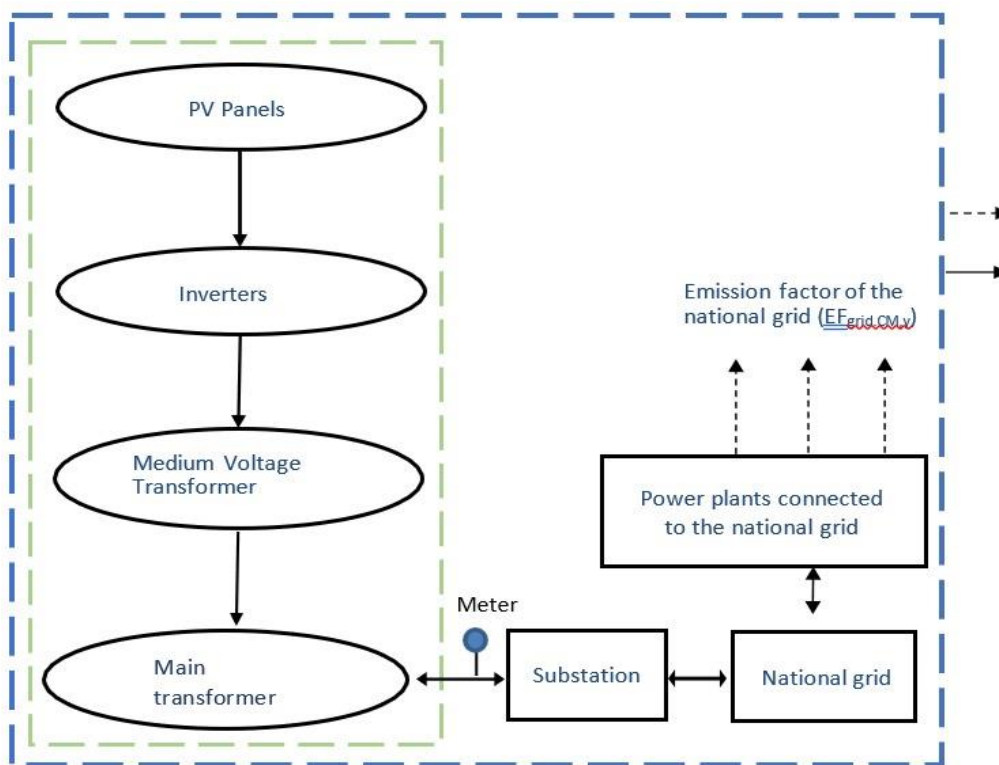 PV Panels
Inverters
Medium Voltage
Transformer
Main
transformer
Meter
Substation
National grid
Power plants connected
to the national grid
Emission factor of the
national grid (EFgrid,CM,y)